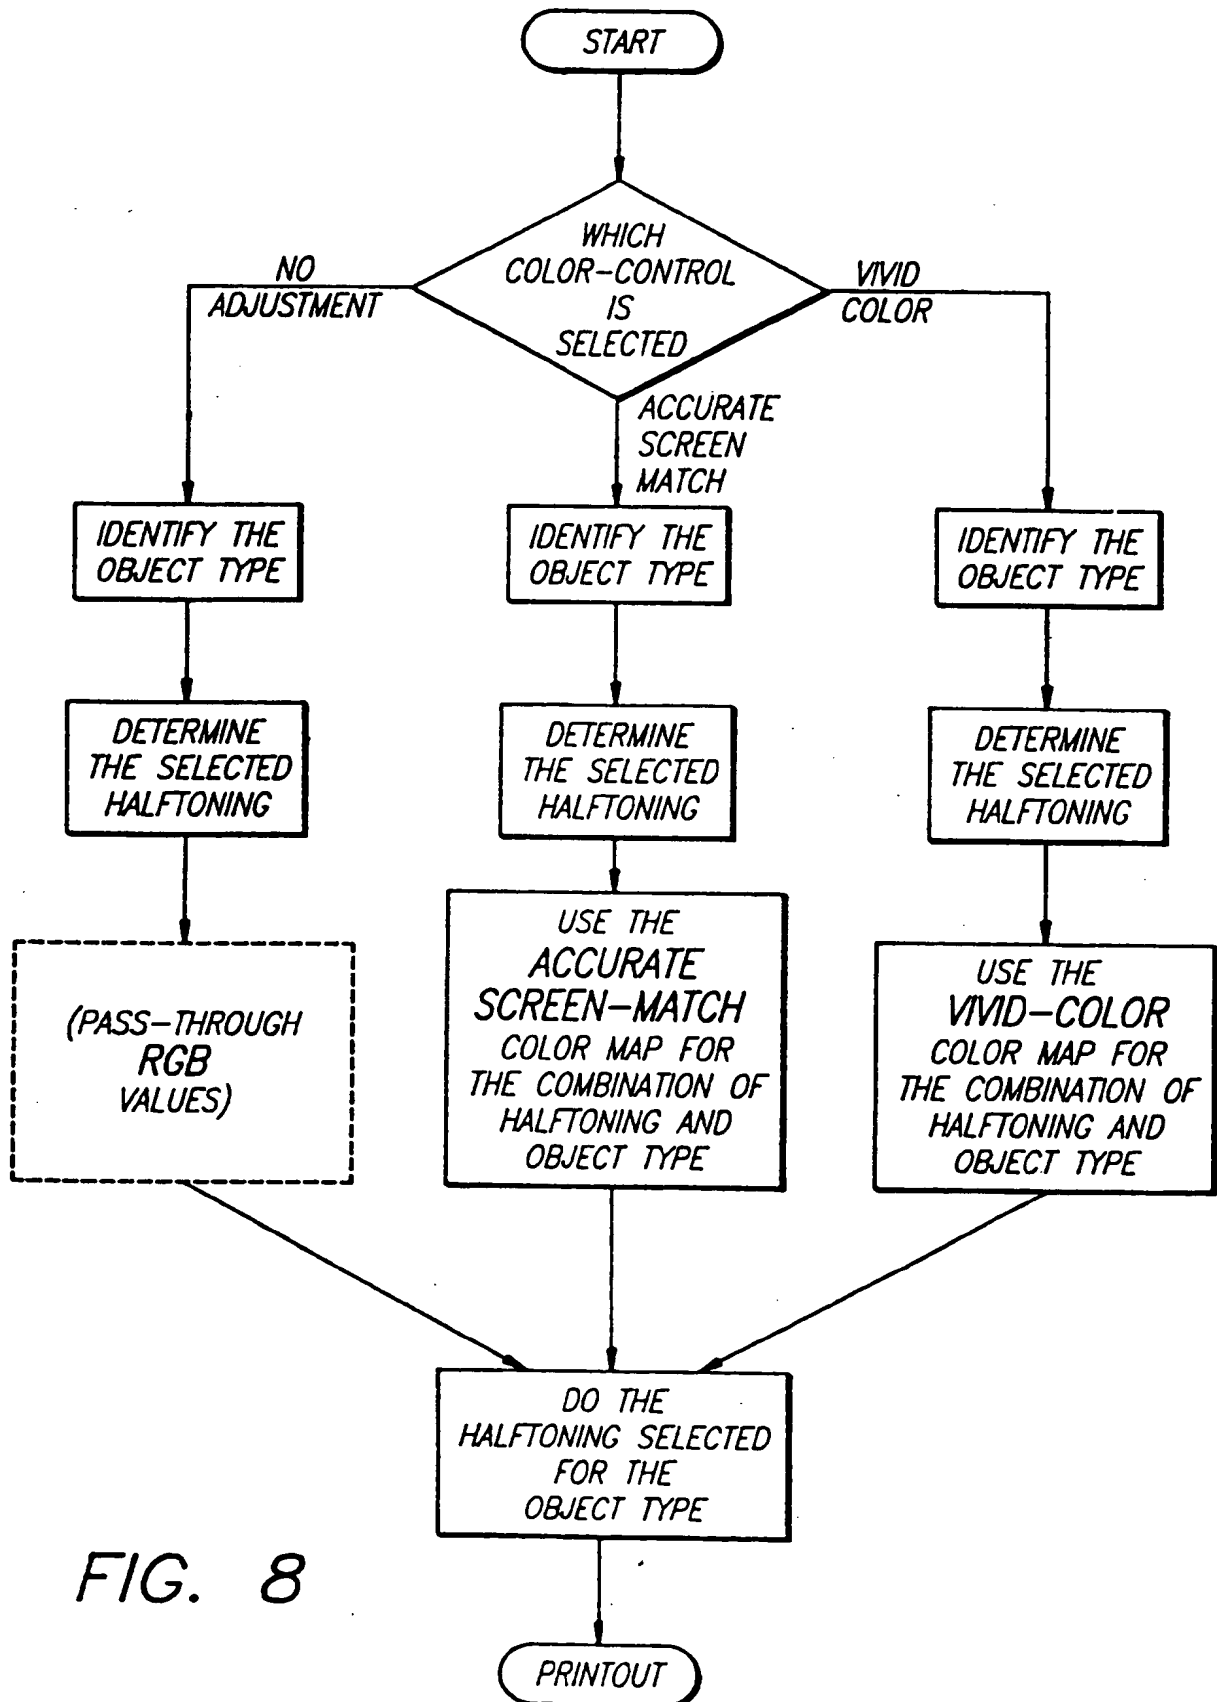 START
WHICH
COLOR-CONTROL
IS
SELECTED
NO
ADJUSTMENT
VIVID
COLOR
ACCURATE
SCREEN
MATCH
IDENTIFY THE
OBJECT TYPE
IDENTIFY THE
OBJECT TYPE
IDENTIFY THE
OBJECT TYPE
DETERMINE
THE SELECTED
HALFTONING
DETERMINE
THE SELECTED
HALFTONING
DETERMINE
THE SELECTED
HALFTONING
(PASS-THROUGH
RGB
VALUES)
USE THE
ACCURATE
SCREEN-MATCH
COLOR MAP FOR
THE COMBINATION OF
HALFTONING AND
OBJECT TYPE
USE THE
VIVID-COLOR
COLOR MAP FOR
THE COMBINATION OF
HALFTONING AND
OBJECT TYPE
DO THE
HALFTONING SELECTED
FOR THE
OBJECT TYPE
FIG. 8
PRINTOUT